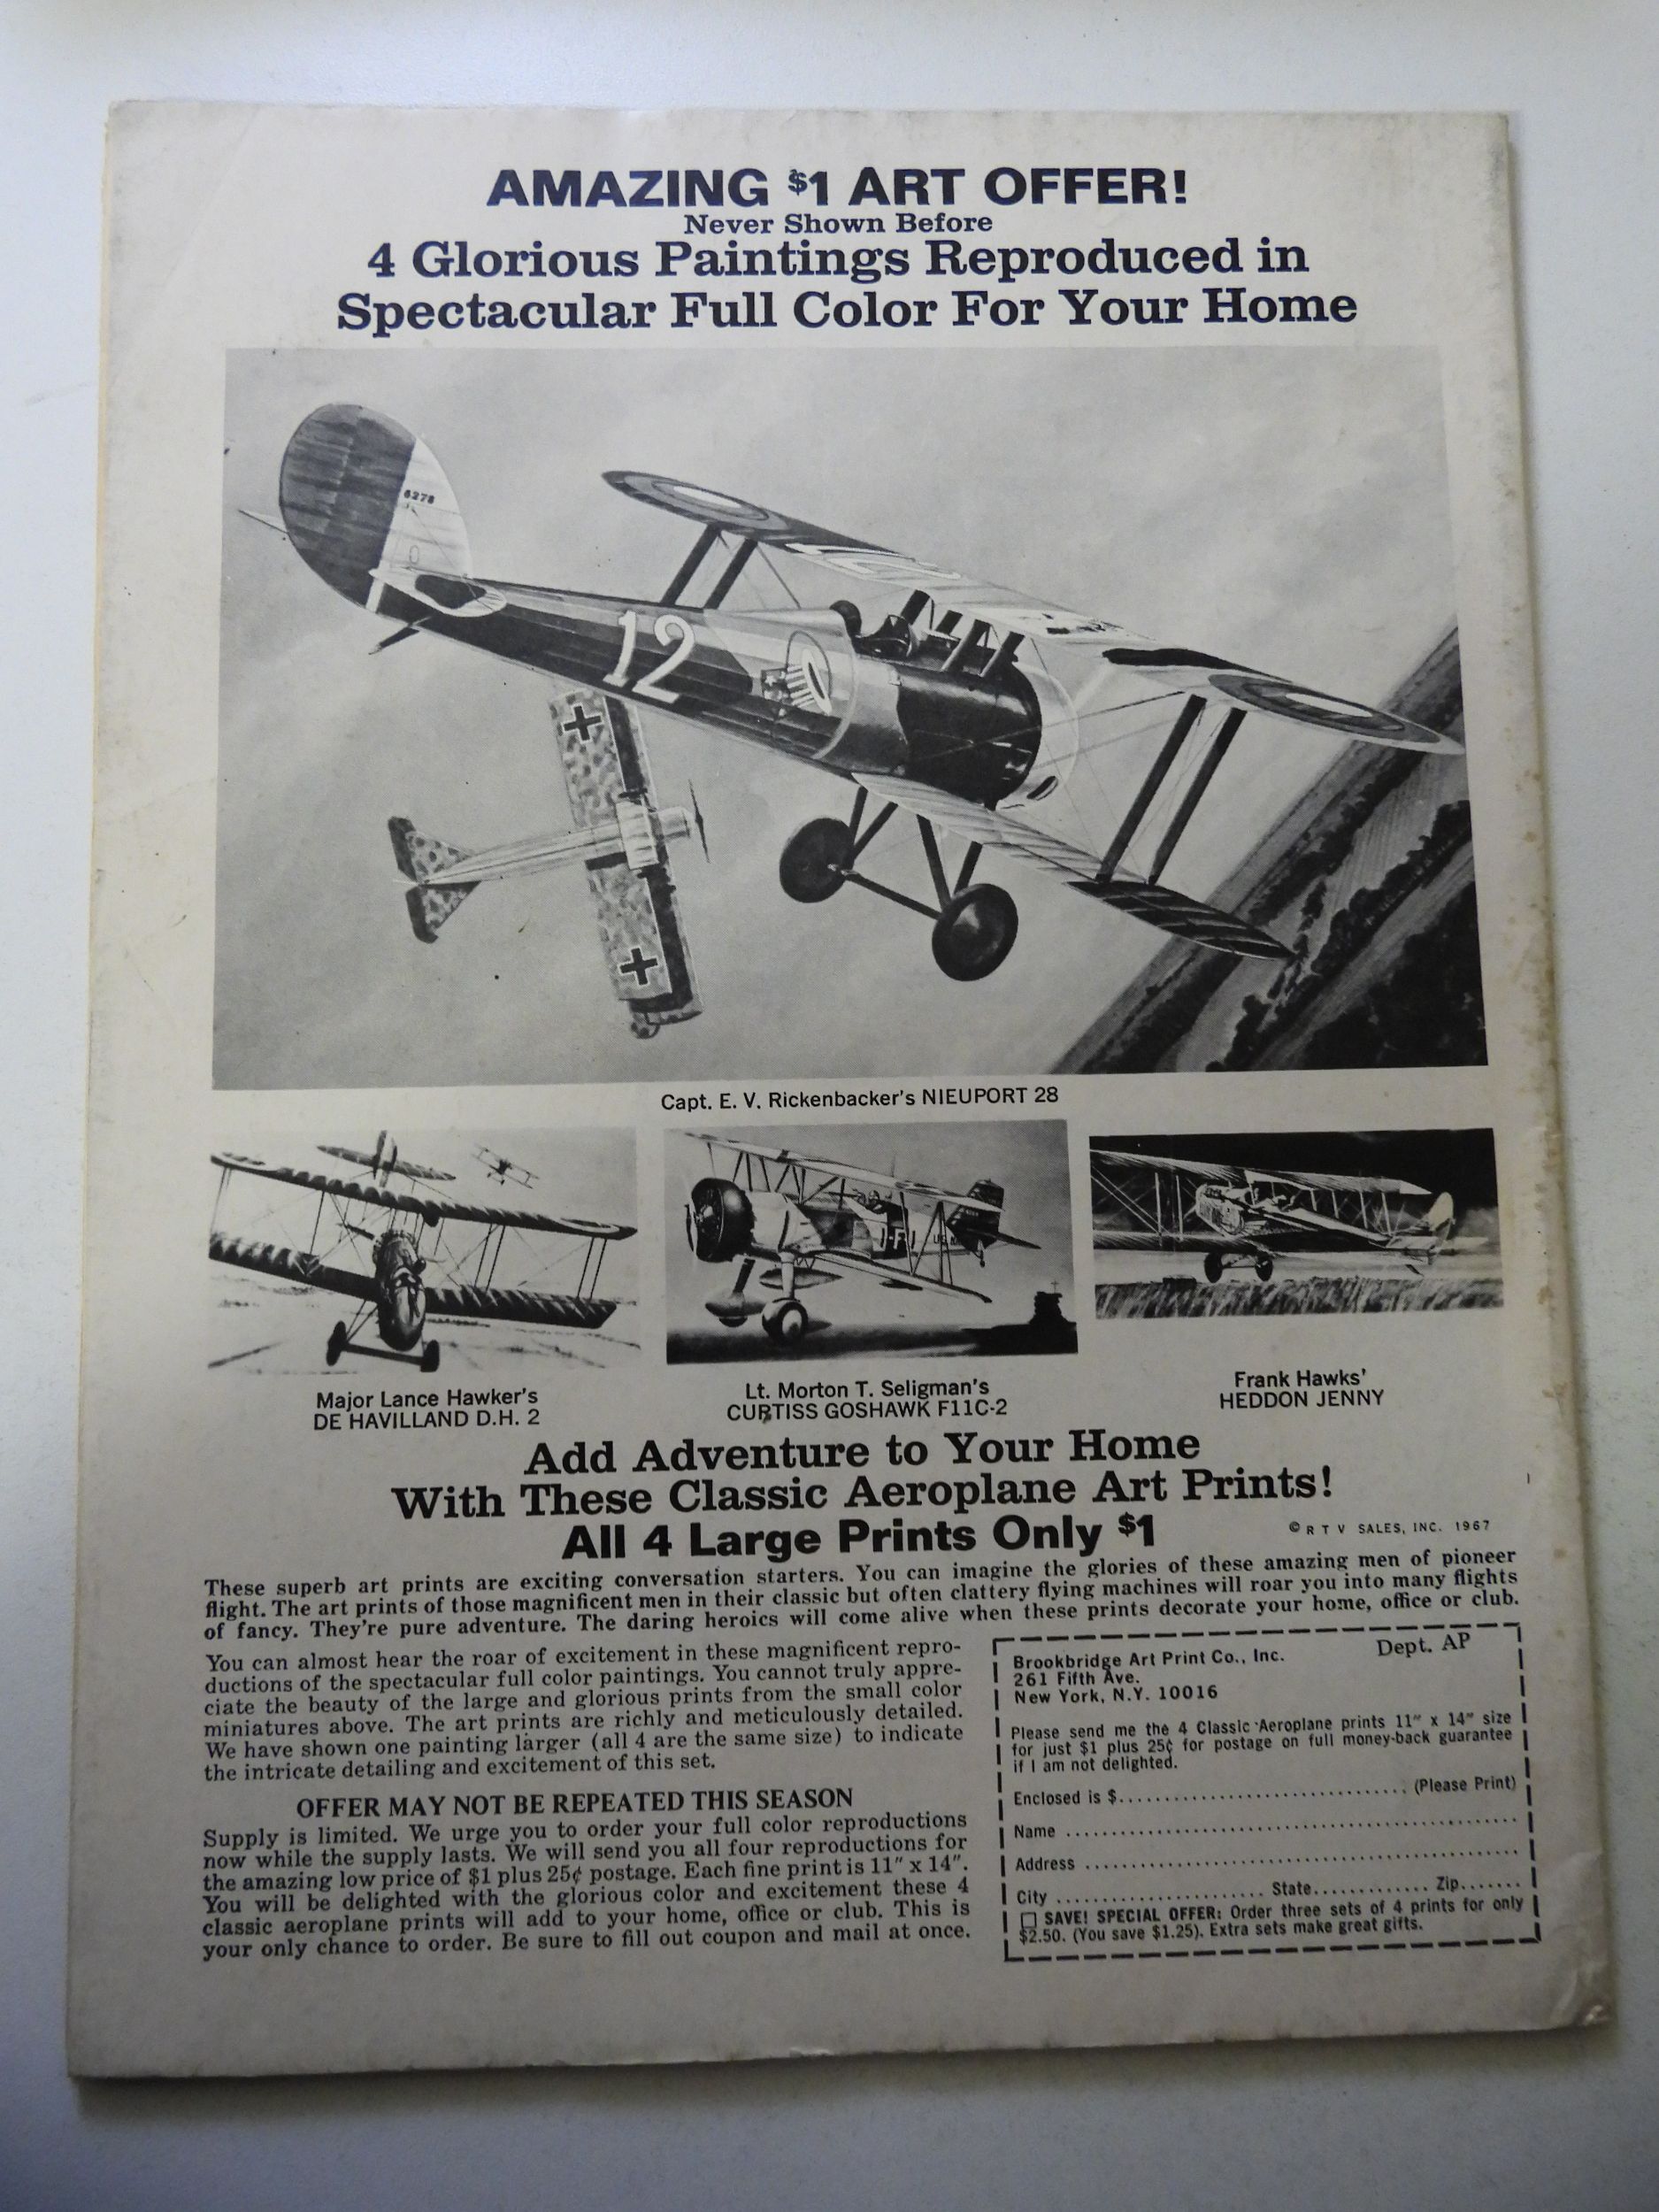 AMAZING $1 ART OFFER!
Never Shown Before
4 Glorious Paintings Reproduced in
Spectacular Full Color For Your Home
6278
12
Capt. E. V. Rickenbacker's NIEUPORT 28
Major Lance Hawker's
DE HAVILLAND D.H. 2
Lt. Morton T. Seligman's
CURTISS GOSHAWK F11C-2
Frank Hawks'
HEDDON JENNY
Add Adventure to Your Home
With These Classic Aeroplane Art Prints!
All 4 Large Prints Only $1
© R T V SALES, INC. 1967
These superb art prints are exciting conversation starters. You can imagine the glories of these amazing men of pioneer
flight. The art prints of those magnificent men in their classic but often clattery flying machines will roar you into many flights
of fancy. They're pure adventure. The daring heroics will come alive when these prints decorate your home, office or club.
You can almost hear the roar of excitement in these magnificent repro-
ductions of the spectacular full color paintings. You cannot truly appre-
ciate the beauty of the large and glorious prints from the small color
miniatures above. The art prints are richly and meticulously detailed.
We have shown one painting larger (all 4 are the same size) to indicate
the intricate detailing and excitement of this set.
OFFER MAY NOT BE REPEATED THIS SEASON
Supply is limited. We urge you to order your full color reproductions
now while the supply lasts. We will send you all four reproductions for
the amazing low price of $1 plus 25¢ postage. Each fine print is 11" x 14".
You will be delighted with the glorious color and excitement these 4
classic aeroplane prints will add to your home, office or club. This is
your only chance to order. Be sure to fill out coupon and mail at once.
Brookbridge Art Print Co., Inc. Dept. AP
261 Fifth Ave.
New York, N.Y. 10016
Please send me the 4 Classic Aeroplane prints 11" x 14" size
for just $1 plus 25¢ for postage on full money-back guarantee
if I am not delighted.
Enclosed is $................................ (Please Print)
Name ..................................................
Address ................................................
City ....................... State............. Zip.......
□ SAVE! SPECIAL OFFER: Order three sets of 4 prints for only
$2.50. (You save $1.25). Extra sets make great gifts.